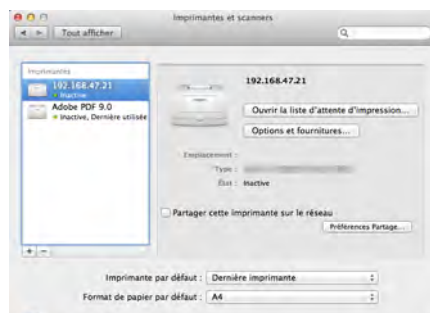 Imprimantes et scanners
Tout afficher
Imprimantes
192.168.47.21
Inactive
Adobe PDF 9.0
Inactive, Dernière utilisée
192.168.47.21
Ouvrir la liste d'attente d'impression...
Options et fournitures...
Emplacement :
Type :
État : Inactive
Partager cette imprimante sur le réseau
Préférences Partage...
+ −
Imprimante par défaut : Dernière imprimante
Format de papier par défaut : A4